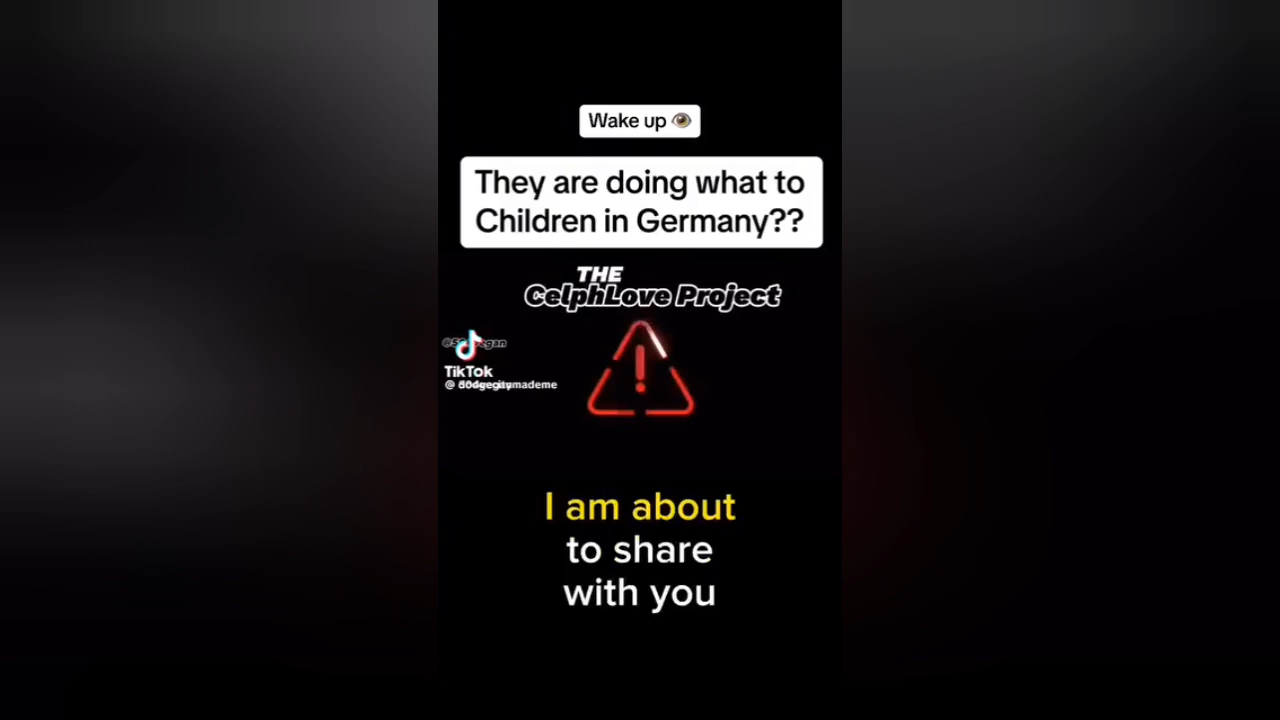 Wake up 👁️
They are doing what to
Children in Germany??
THE
CelphLove Project
TikTok
I am about
to share
with you